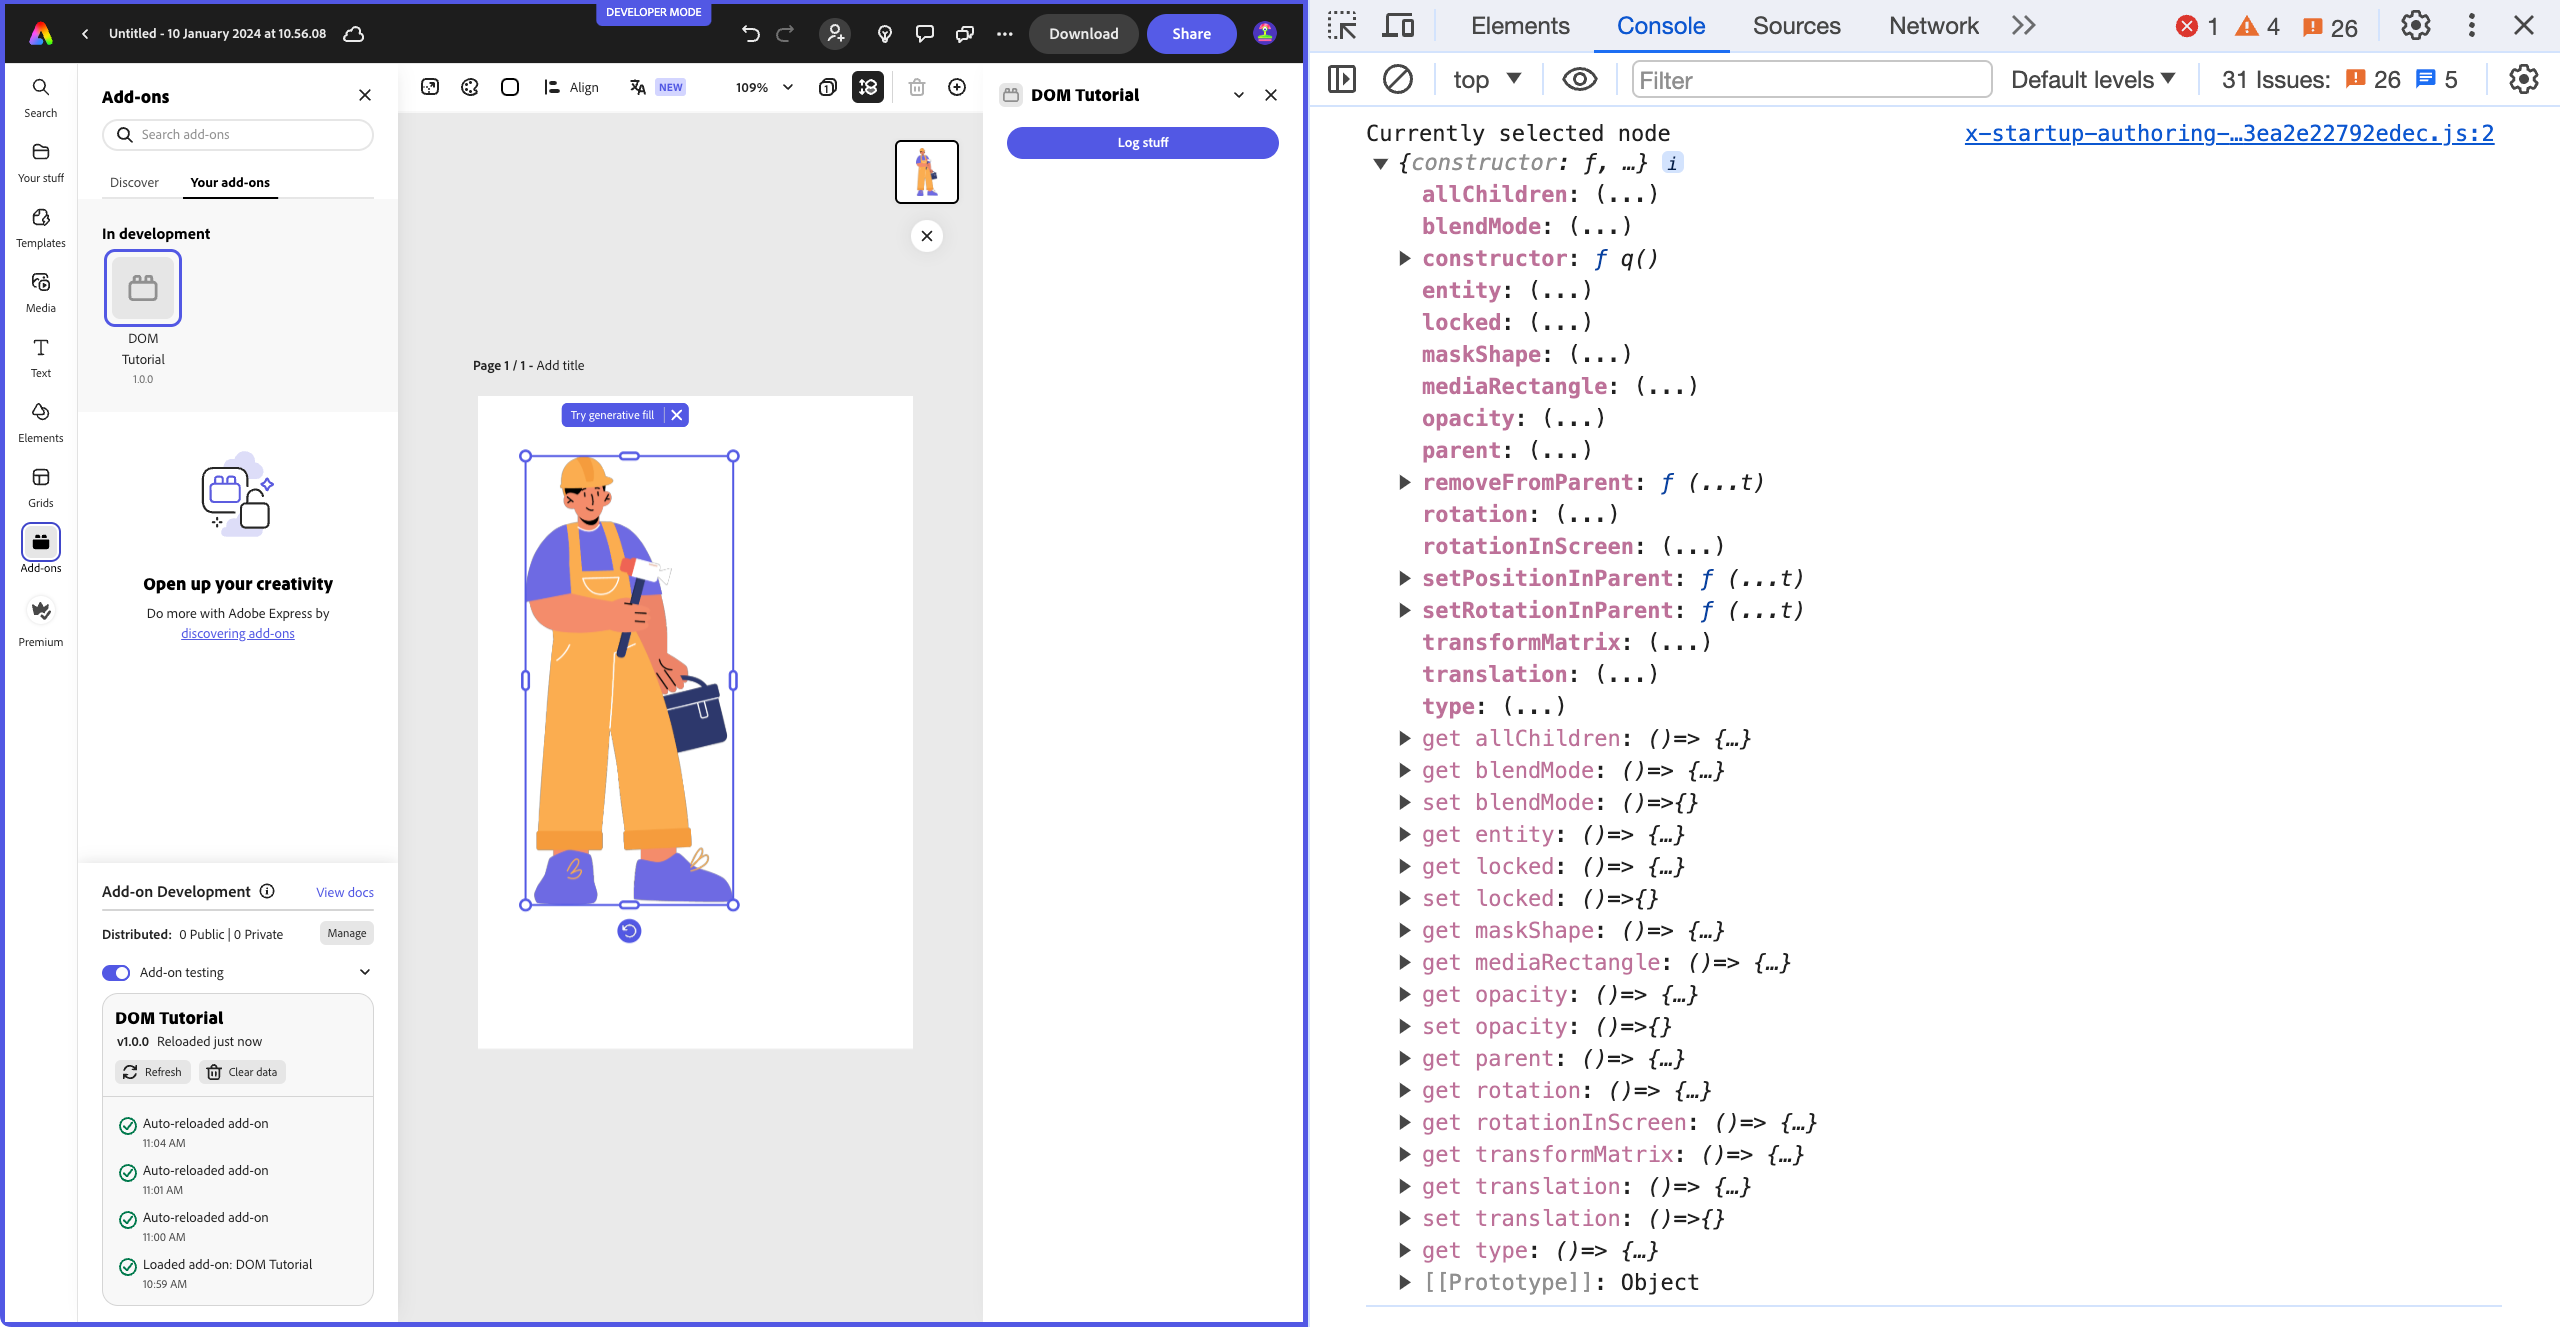 DEVELOPER MODE
Untitled - 10 January 2024 at 10.56.08
Download
Share
Search
Your stuff
Templates
Media
Text
Elements
Grids
Add-ons
Premium
Add-ons
Search add-ons
Discover
Your add-ons
In development
DOM
Tutorial
1.0.0
Open up your creativity
Do more with Adobe Express by
discovering add-ons
Add-on Development
View docs
Distributed: 0 Public | 0 Private
Manage
Add-on testing
DOM Tutorial
v1.0.0 Reloaded just now
Refresh
Clear data
Auto-reloaded add-on
11:04 AM
Auto-reloaded add-on
11:01 AM
Auto-reloaded add-on
11:00 AM
Loaded add-on: DOM Tutorial
10:59 AM
Align
NEW
109%
1
Page 1 / 1 - Add title
Try generative fill
DOM Tutorial
Log stuff
Elements
Console
Sources
Network
1
4
26
top
Filter
Default levels
31 Issues: 26 5
Currently selected node
x-startup-authoring-…3ea2e22792edec.js:2
{constructor: ƒ, …} i
allChildren: (...)
blendMode: (...)
constructor: ƒ q()
entity: (...)
locked: (...)
maskShape: (...)
mediaRectangle: (...)
opacity: (...)
parent: (...)
removeFromParent: ƒ (...t)
rotation: (...)
rotationInScreen: (...)
setPositionInParent: ƒ (...t)
setRotationInParent: ƒ (...t)
transformMatrix: (...)
translation: (...)
type: (...)
get allChildren: ()=> {…}
get blendMode: ()=> {…}
set blendMode: ()=>{}
get entity: ()=> {…}
get locked: ()=> {…}
set locked: ()=>{}
get maskShape: ()=> {…}
get mediaRectangle: ()=> {…}
get opacity: ()=> {…}
set opacity: ()=>{}
get parent: ()=> {…}
get rotation: ()=> {…}
get rotationInScreen: ()=> {…}
get transformMatrix: ()=> {…}
get translation: ()=> {…}
set translation: ()=>{}
get type: ()=> {…}
[[Prototype]]: Object